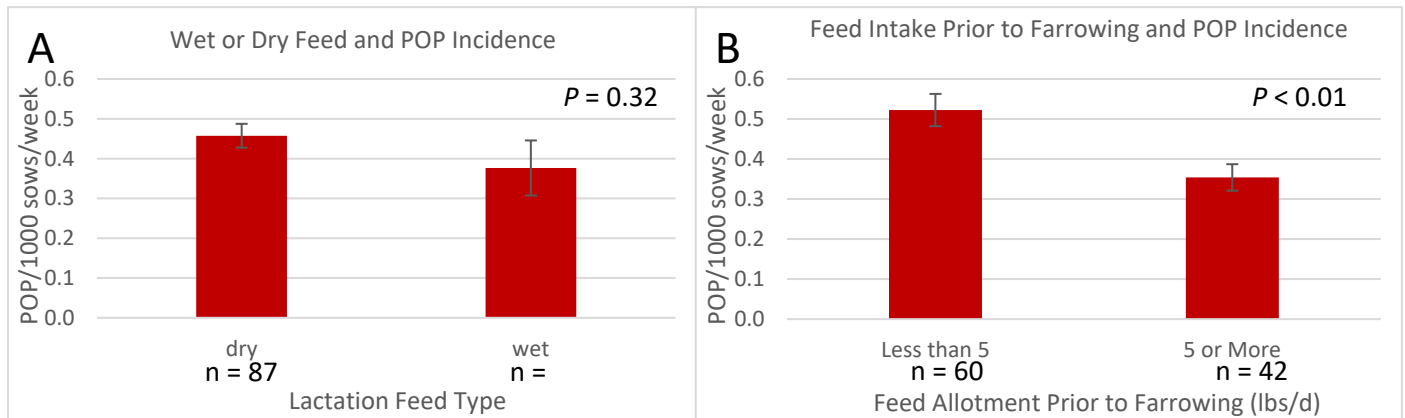 A
Wet or Dry Feed and POP Incidence
P = 0.32
POP/1000 sows/week
0.6
0.5
0.4
0.3
0.2
0.1
0.0
dry
wet
n = 87
n =
Lactation Feed Type
B
Feed Intake Prior to Farrowing and POP Incidence
P < 0.01
POP/1000 sows/week
0.6
0.5
0.4
0.3
0.2
0.1
0.0
Less than 5
5 or More
n = 60
n = 42
Feed Allotment Prior to Farrowing (lbs/d)